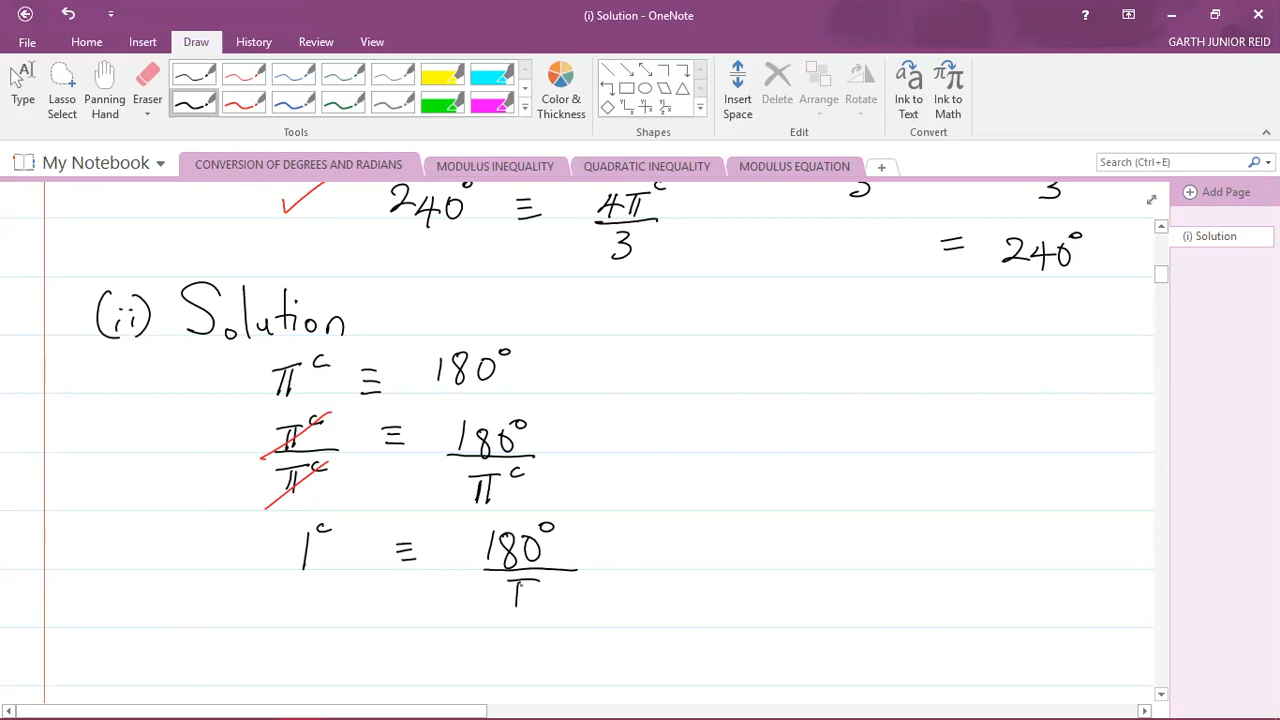 (i) Solution - OneNote
?
File Home Insert Draw History Review View GARTH JUNIOR REID
Type Lasso Select Panning Hand Eraser Color & Thickness Insert Space Delete Arrange Rotate Ink to Text Ink to Math
Tools Shapes Edit Convert
My Notebook CONVERSION OF DEGREES AND RADIANS MODULUS INEQUALITY QUADRATIC INEQUALITY MODULUS EQUATION Search (Ctrl+E)
Add Page
(i) Solution
240° ≡ 4π^c/3
= 240°
(ii) Solution
π^c ≡ 180°
π^c/π^c ≡ 180°/π^c
1^c ≡ 180°/π